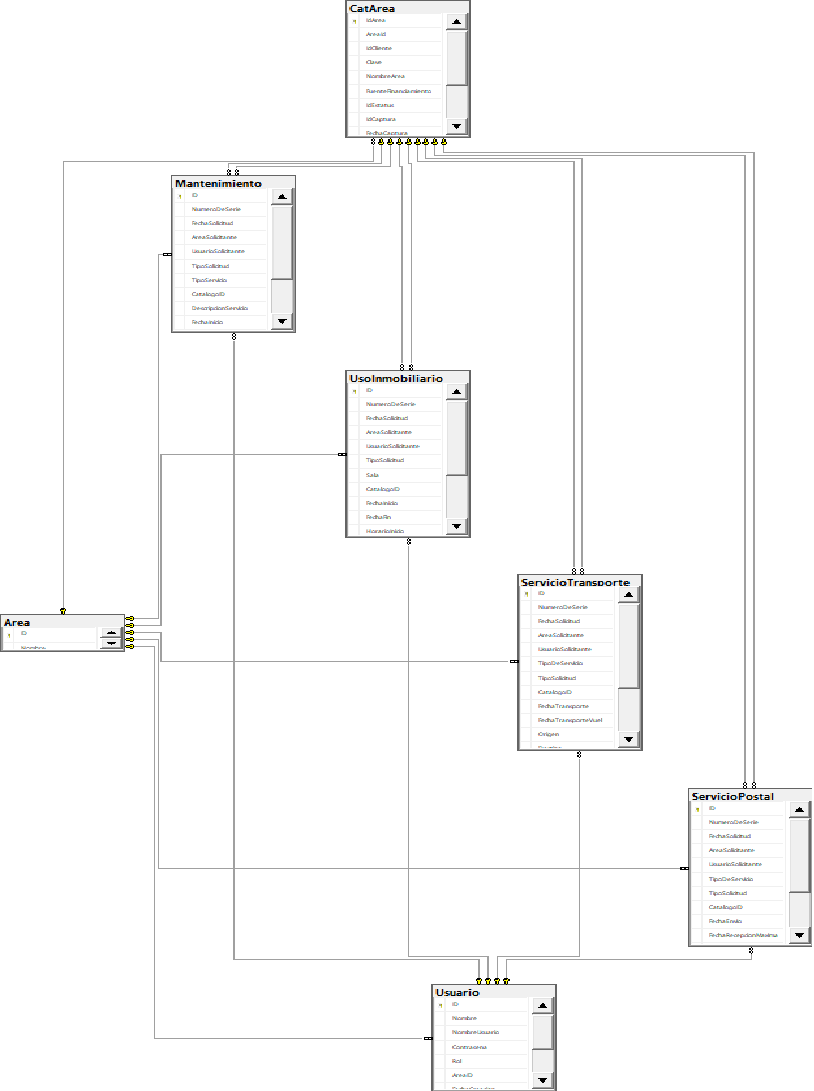 CatArea
IdArea
AreaId
IdCliente
Clave
NombreArea
FuenteFinanciamiento
IdEstatus
IdCaptura
FechaCaptura
Mantenimiento
ID
NumeroDeSerie
FechaSolicitud
AreaSolicitante
UsuarioSolicitante
TipoSolicitud
TipoServicio
CatalogoID
DescripcionServicio
FechaInicio
UsoInmobiliario
ID
NumeroDeSerie
FechaSolicitud
AreaSolicitante
UsuarioSolicitante
TipoSolicitud
Sala
CatalogoID
FechaInicio
FechaFin
HorarioInicio
ServicioTransporte
ID
NumeroDeSerie
FechaSolicitud
AreaSolicitante
UsuarioSolicitante
TipoDeServicio
TipoSolicitud
CatalogoID
FechaTransporte
FechaTransporteVuel
Origen
Area
ID
Nombre
ServicioPostal
ID
NumeroDeSerie
FechaSolicitud
AreaSolicitante
UsuarioSolicitante
TipoDeServicio
TipoSolicitud
CatalogoID
FechaEnvio
FechaRecepcionMaxima
Usuario
ID
Nombre
NombreUsuario
Contrasena
Rol
AreaID